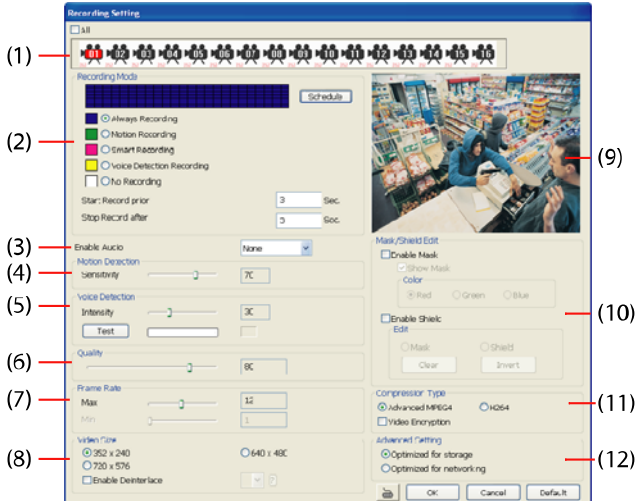 Recording Setting
All
(1)
01 02 03 04 05 06 07 08 09 10 11 12 13 14 15 16
Recording Mode
Schedule
(2)
Always Recording
Motion Recording
Smart Recording
Voice Detection Recording
No Recording
Start Record prior 3 Sec.
Stop Record after 5 Sec.
(9)
(3) Enable Audio None
Motion Detection
(4) Sensitivity 70
Voice Detection
(5) Intensity 30
Test
Quality
(6) 80
Frame Rate
(7) Max 12
Min 1
Video Size
(8) 352 x 240 640 x 480
720 x 576
Enable Deinterlace
Mask/Shield Edit
Enable Mask
Show Mask
Color
Red Green Blue
(10)
Enable Shield
Edit
Mask Shield
Clear Invert
Compressor Type
Advanced MPEG4 H264 (11)
Video Encryption
Advanced Setting
Optimized for storage (12)
Optimized for networking
OK Cancel Default